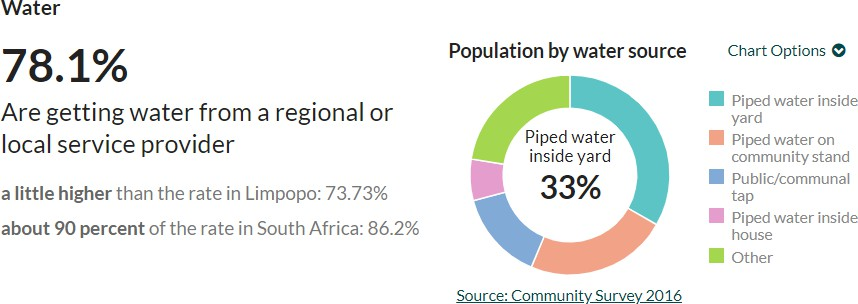 Water
78.1%
Are getting water from a regional or
local service provider
a little higher than the rate in Limpopo: 73.73%
about 90 percent of the rate in South Africa: 86.2%
Population by water source
Chart Options
Piped water
inside yard
33%
Piped water inside
yard
Piped water on
community stand
Public/communal
tap
Piped water inside
house
Other
Source: Community Survey 2016